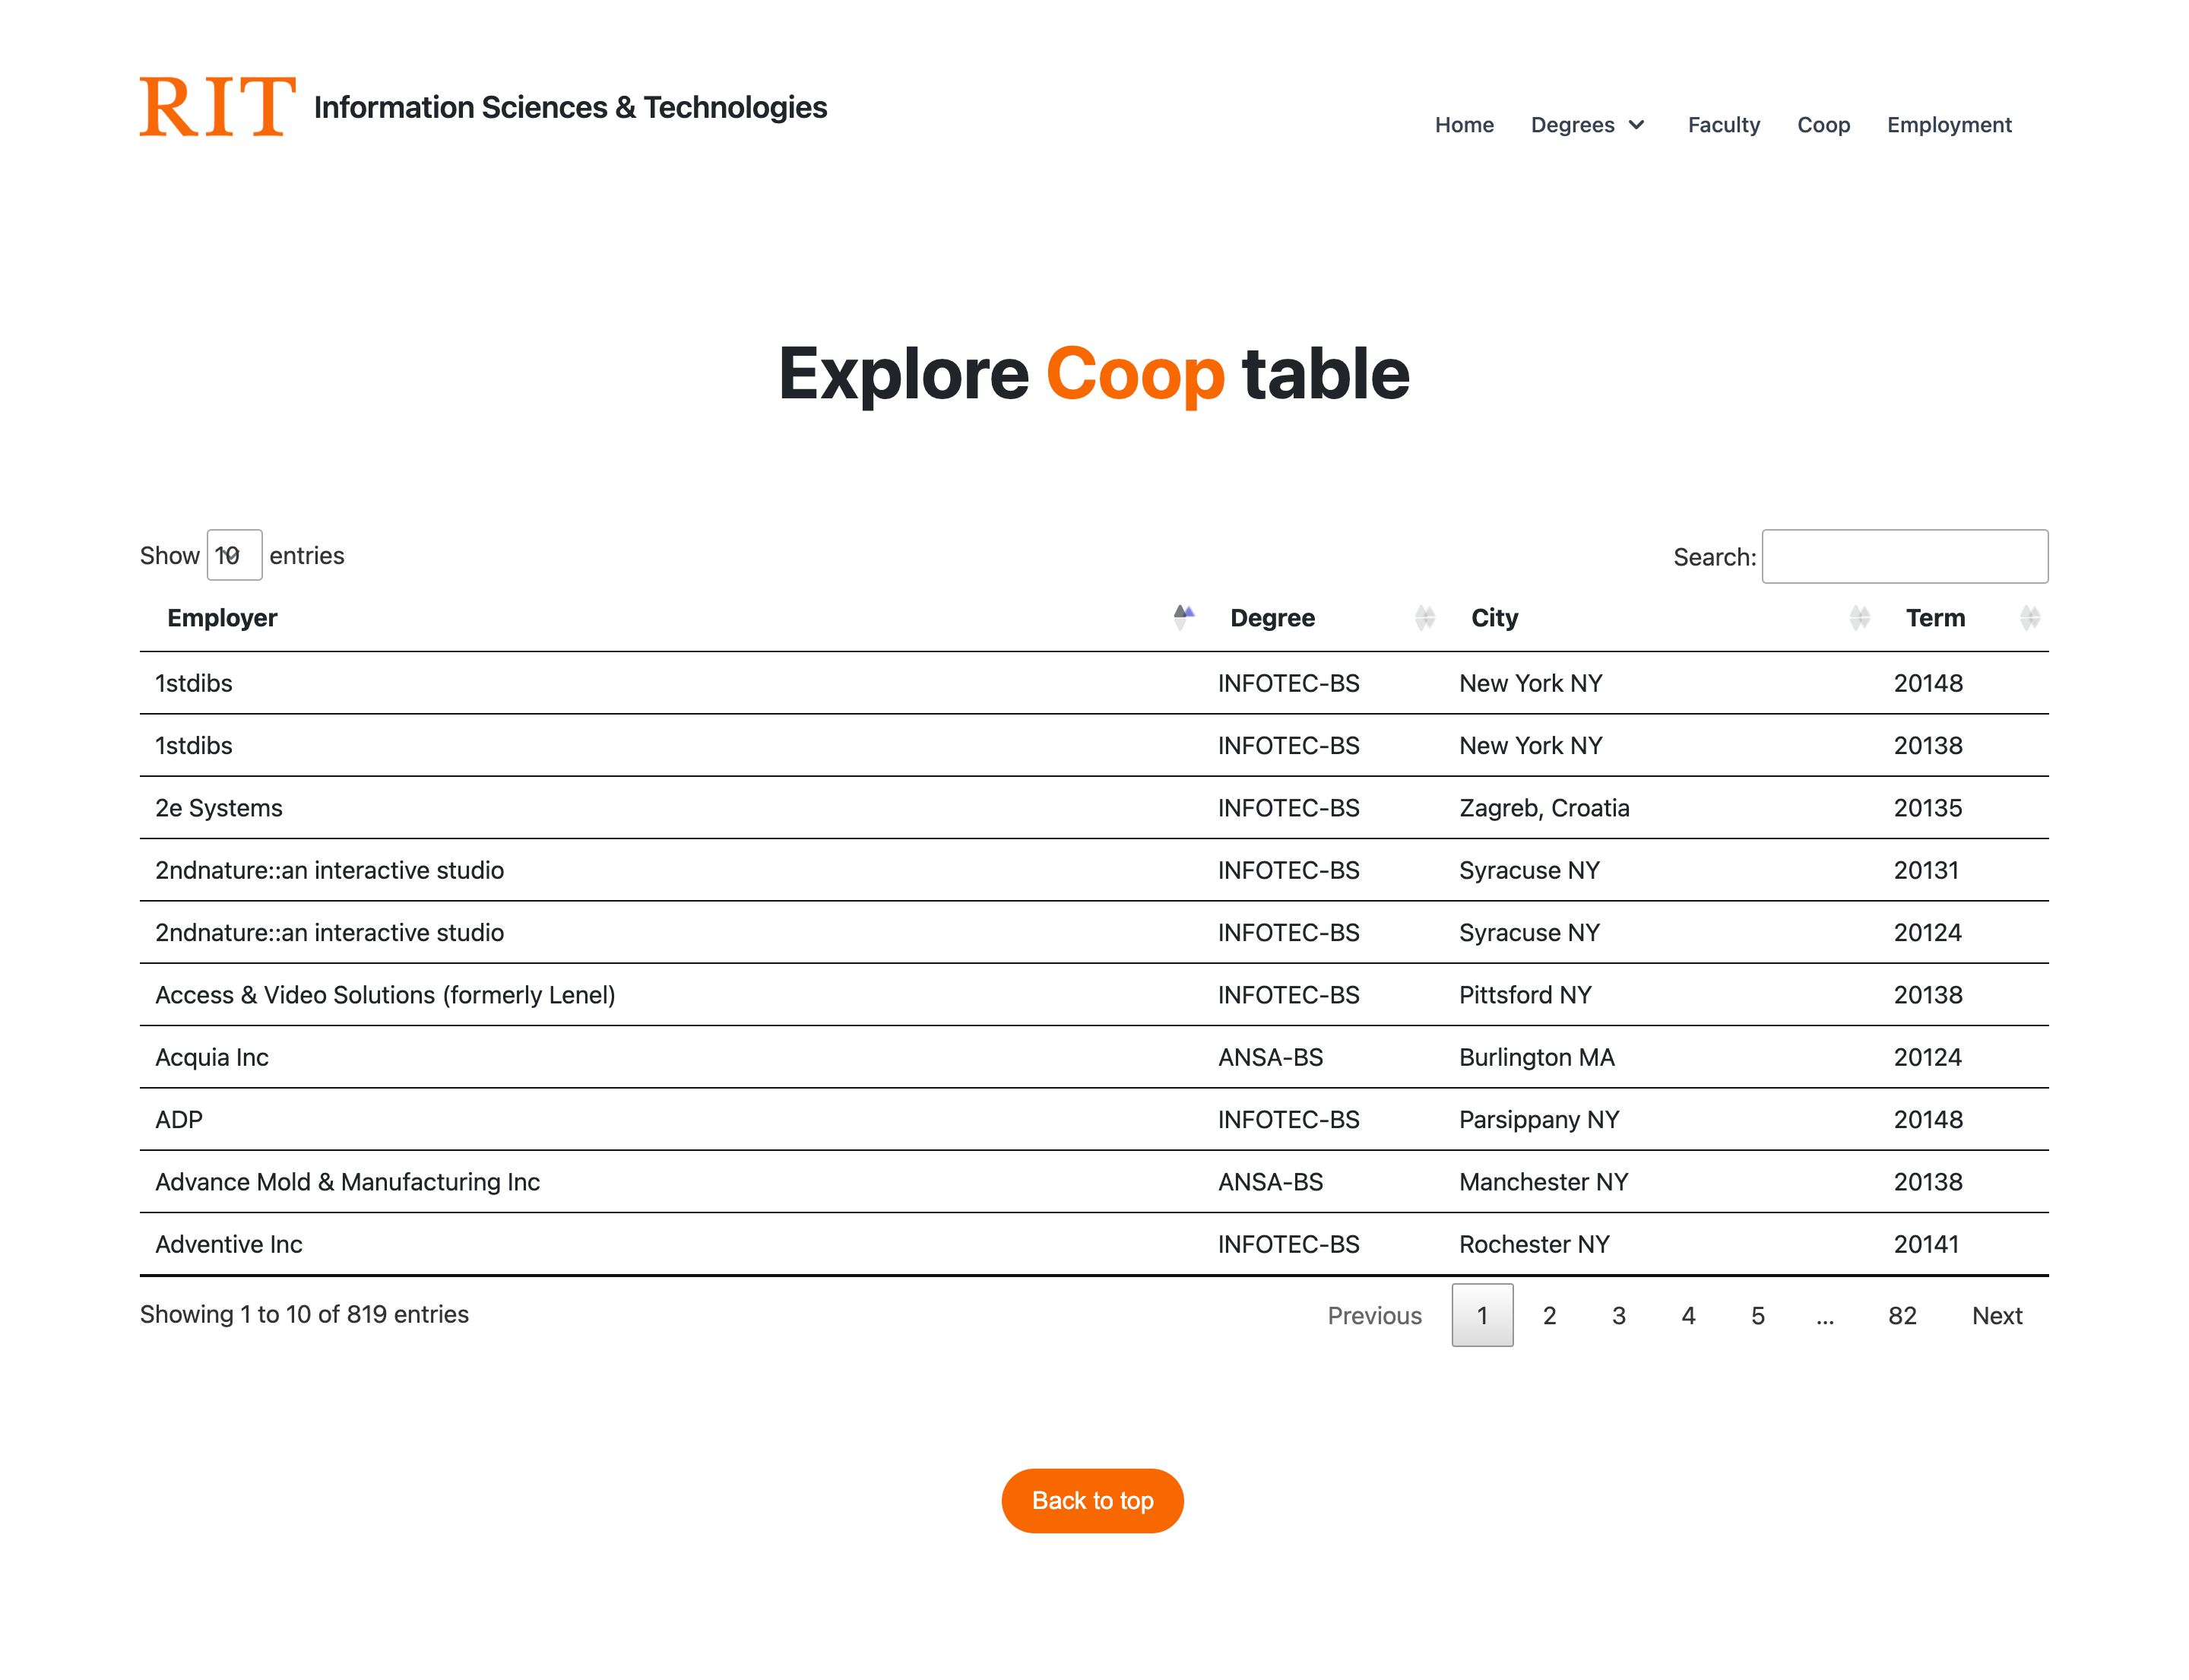 RIT Information Sciences & Technologies
Home Degrees Faculty Coop Employment
Explore Coop table
Show 10 entries Search:
Employer Degree City Term
1stdibs INFOTEC-BS New York NY 20148
1stdibs INFOTEC-BS New York NY 20138
2e Systems INFOTEC-BS Zagreb, Croatia 20135
2ndnature::an interactive studio INFOTEC-BS Syracuse NY 20131
2ndnature::an interactive studio INFOTEC-BS Syracuse NY 20124
Access & Video Solutions (formerly Lenel) INFOTEC-BS Pittsford NY 20138
Acquia Inc ANSA-BS Burlington MA 20124
ADP INFOTEC-BS Parsippany NY 20148
Advance Mold & Manufacturing Inc ANSA-BS Manchester NY 20138
Adventive Inc INFOTEC-BS Rochester NY 20141
Showing 1 to 10 of 819 entries Previous 1 2 3 4 5 ... 82 Next
Back to top